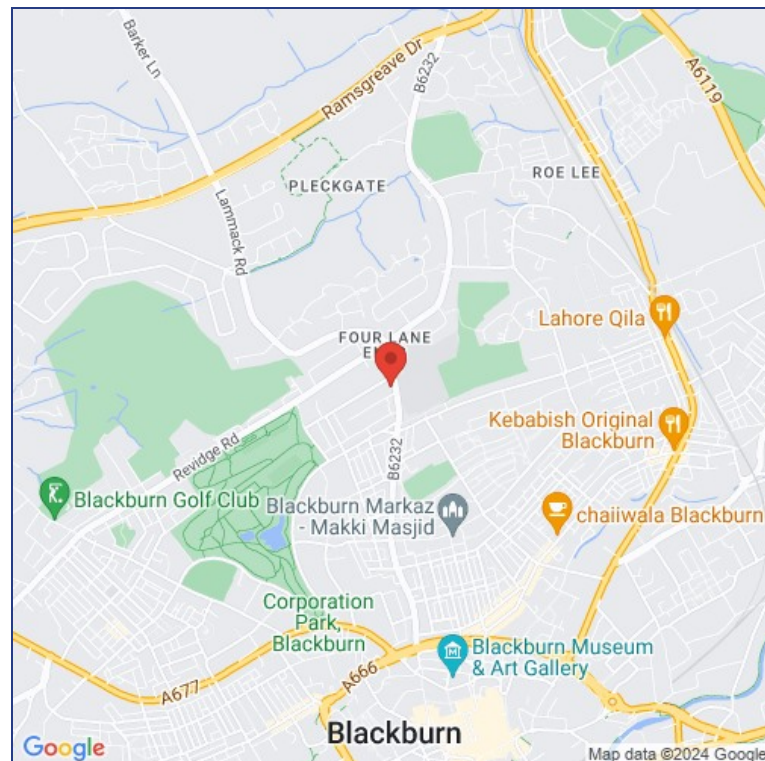 Barker Ln
Ramsgreave Dr
B6232
A6119
ROE LEE
PLECKGATE
Lammack Rd
Lahore Qila
FOUR LANE
Kebabish Original
Blackburn
Revidge Rd
B6232
Blackburn Golf Club
Blackburn Markaz
- Makki Masjid
chaiiwala Blackburn
Corporation
Park,
Blackburn
Blackburn Museum
& Art Gallery
A666
A677
Blackburn
Google
Map data ©2024 Google